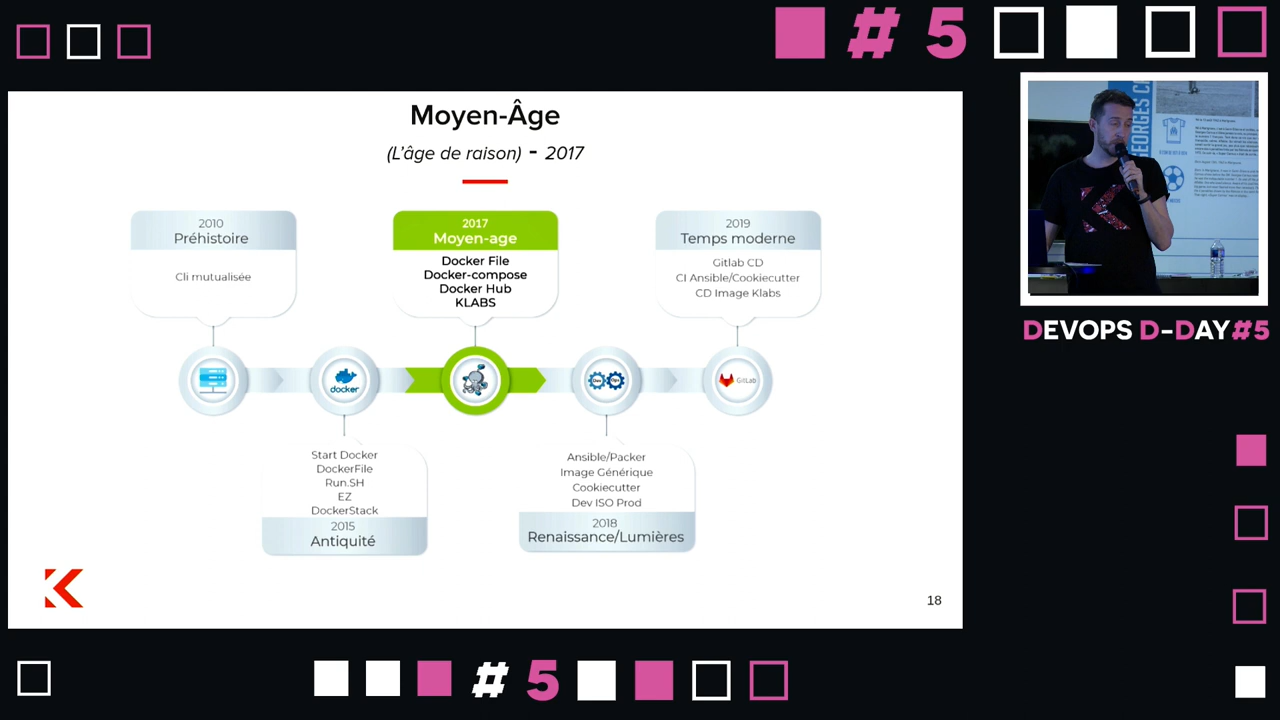 # 5
Moyen-Âge
(L'âge de raison) - 2017
2010
Préhistoire
Cli mutualisée
2017
Moyen-age
Docker File
Docker-compose
Docker Hub
KLABS
2019
Temps moderne
Gitlab CD
CI Ansible/Cookiecutter
CD Image Klabs
docker
Dev
Ops
GitLab
Start Docker
DockerFile
Run.SH
EZ
DockerStack
2015
Antiquité
Ansible/Packer
Image Générique
Cookiecutter
Dev ISO Prod
2018
Renaissance/Lumières
K
18
GEORGES
K
DEVOPS D-DAY#5
# 5